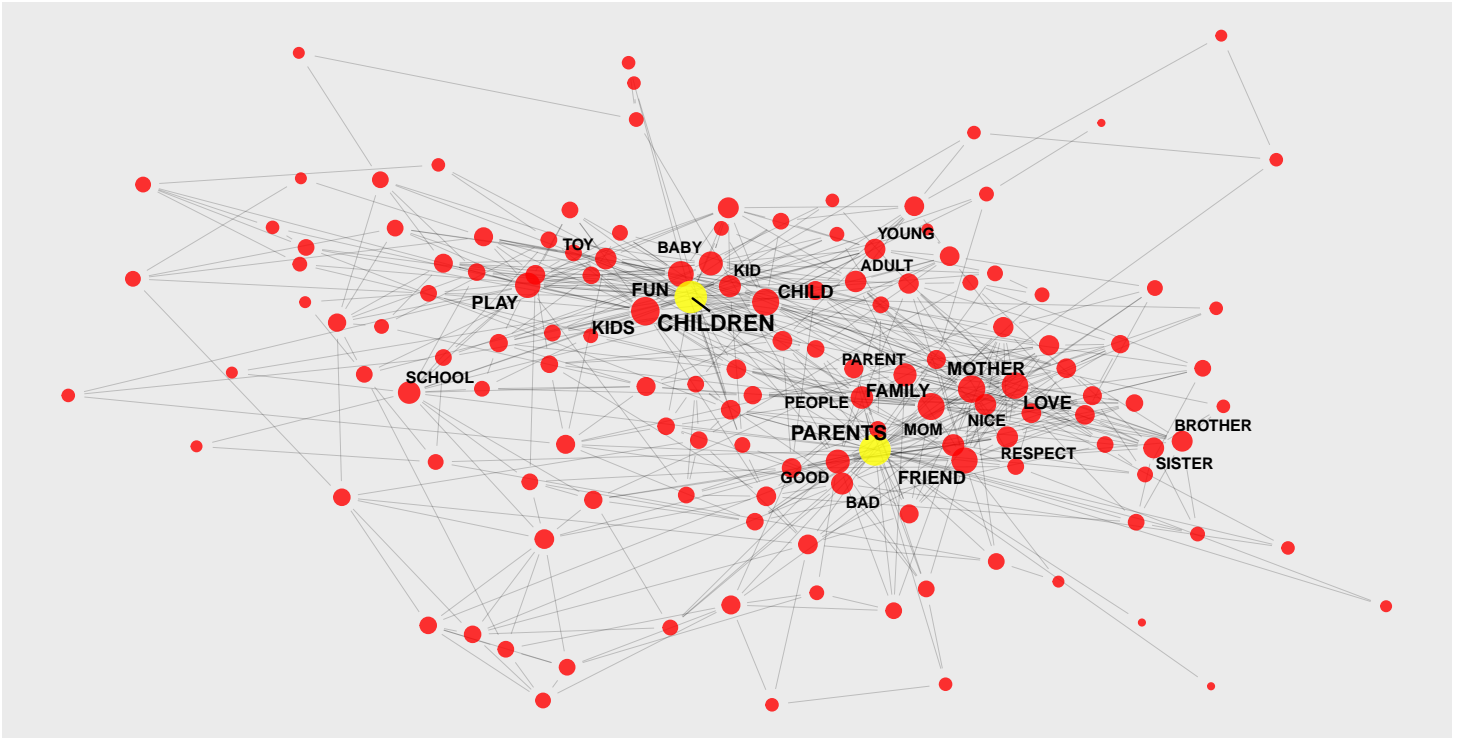 YOUNG
TOY
BABY
KID
ADULT
FUN
CHILD
PLAY
KIDS
CHILDREN
PARENT
MOTHER
SCHOOL
FAMILY
PEOPLE
LOVE
NICE
MOM
PARENTS
BROTHER
RESPECT
SISTER
GOOD
FRIEND
BAD